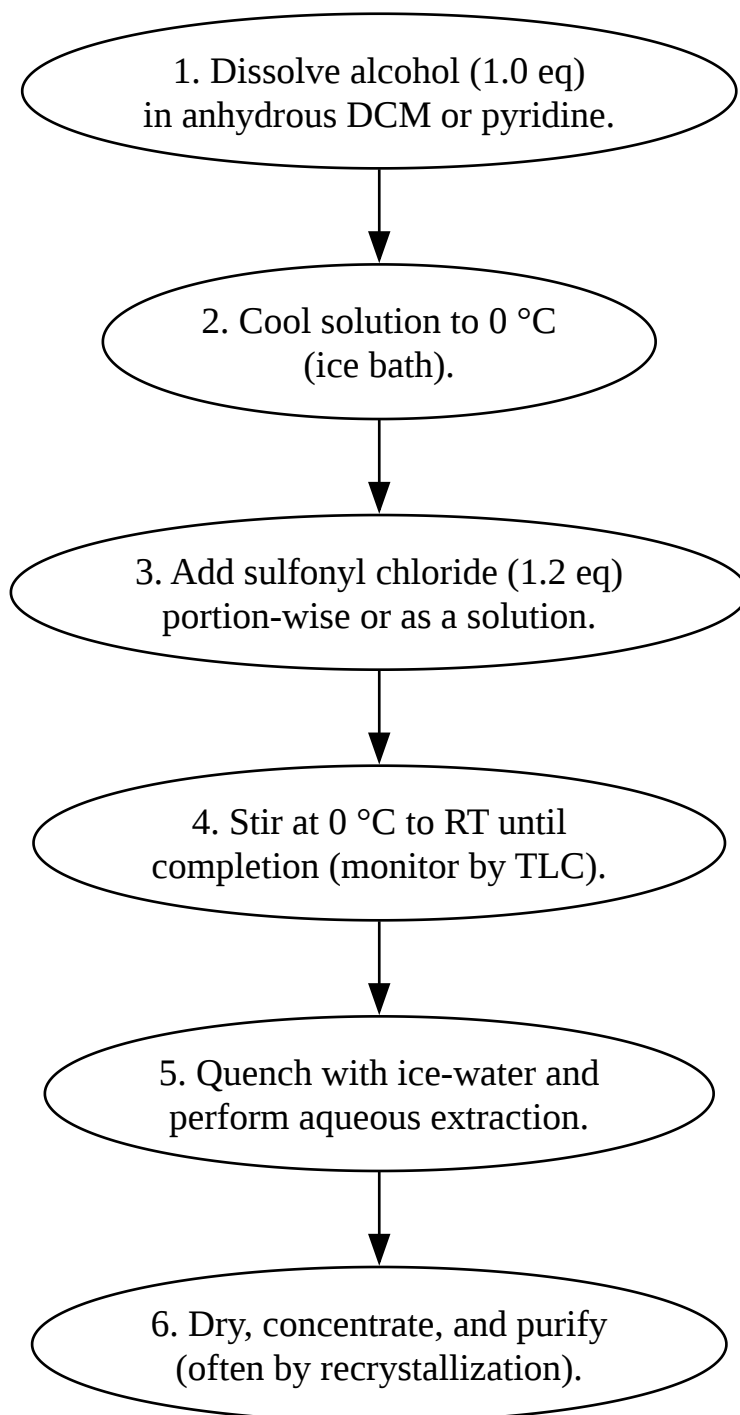 1. Dissolve alcohol (1.0 eq)
in anhydrous DCM or pyridine.
2. Cool solution to 0 °C
(ice bath).
3. Add sulfonyl chloride (1.2 eq)
portion-wise or as a solution.
4. Stir at 0 °C to RT until
completion (monitor by TLC).
5. Quench with ice-water and
perform aqueous extraction.
6. Dry, concentrate, and purify
(often by recrystallization).